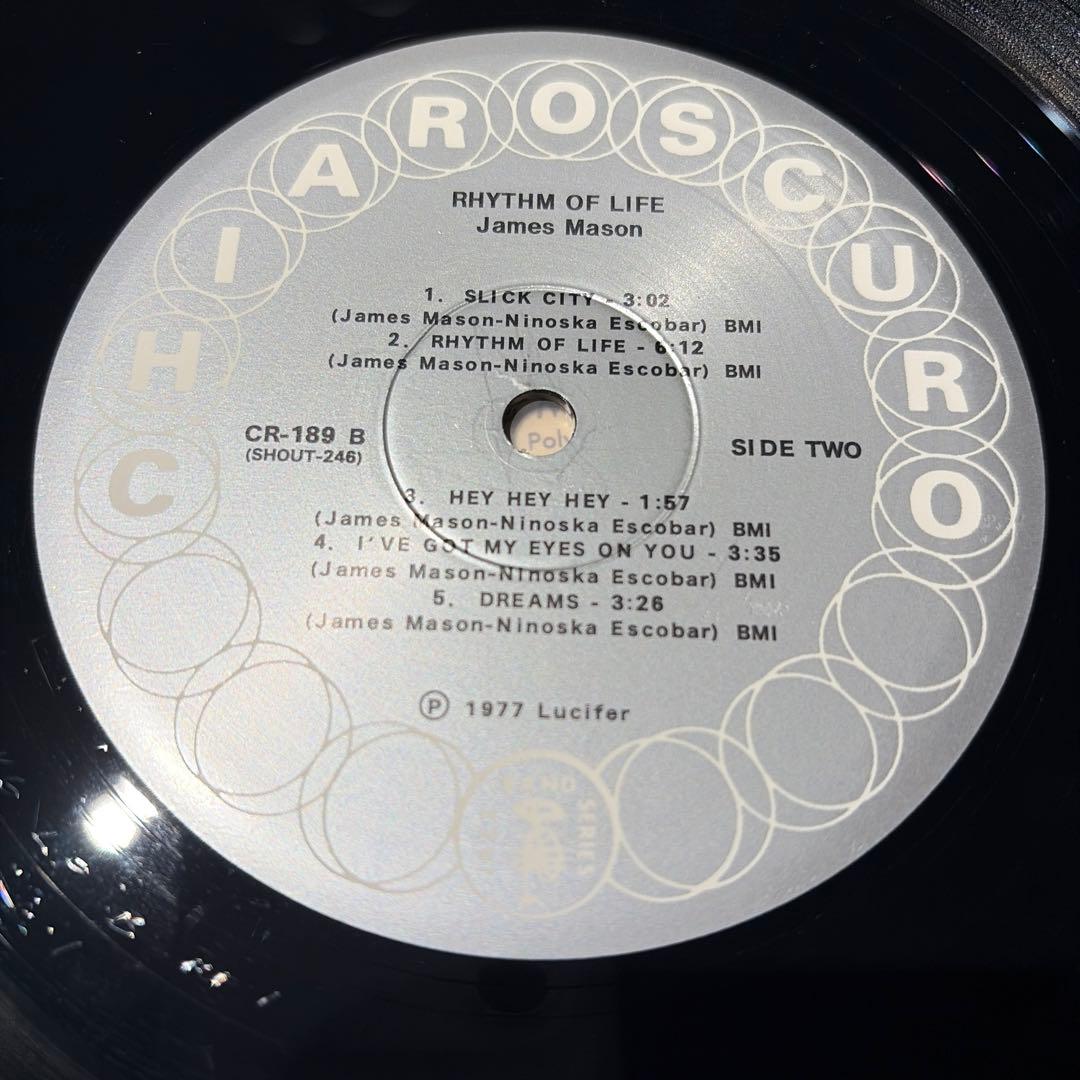 CHIAROSCURO
RHYTHM OF LIFE
James Mason
1. SLICK CITY - 3:02
(James Mason-Ninoska Escobar) BMI
2. RHYTHM OF LIFE - 6:12
(James Mason-Ninoska Escobar) BMI
CR-189 B
(SHOUT-246)
SIDE TWO
Poly
3. HEY HEY HEY - 1:57
(James Mason-Ninoska Escobar) BMI
4. I'VE GOT MY EYES ON YOU - 3:35
(James Mason-Ninoska Escobar) BMI
5. DREAMS - 3:26
(James Mason-Ninoska Escobar) BMI
Ⓟ 1977 Lucifer
SERIES